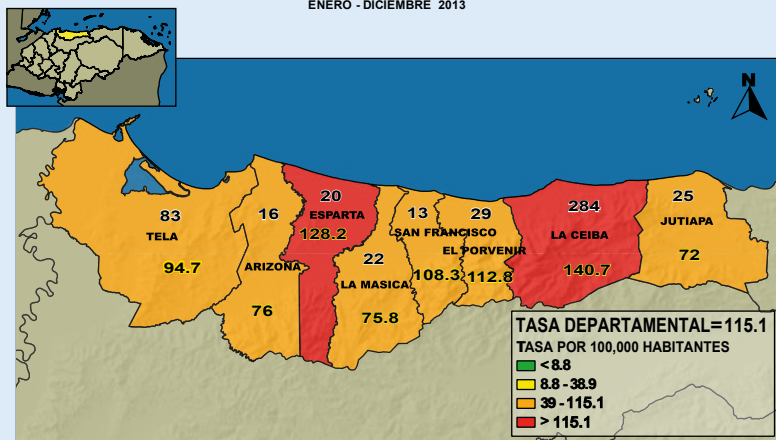 ENERO - DICIEMBRE 2013
N
83
TELA
94.7
16
ARIZONA
76
20
ESPARTA
128.2
22
LA MASICA
75.8
13
SAN FRANCISCO
108.3
29
EL PORVENIR
112.8
284
LA CEIBA
140.7
25
JUTIAPA
72
TASA DEPARTAMENTAL=115.1
TASA POR 100,000 HABITANTES
<8.8
8.8 - 38.9
39 - 115.1
> 115.1